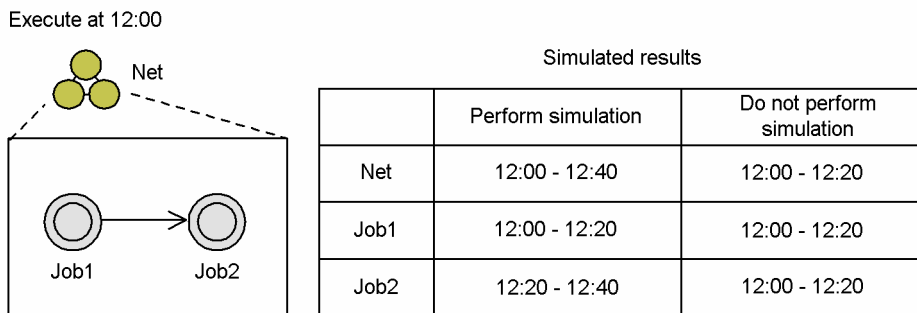 Execute at 12:00
Net
Job1
Job2
Simulated results
Perform simulation
Do not perform
simulation
Net
12:00 - 12:40
12:00 - 12:20
Job1
12:00 - 12:20
12:00 - 12:20
Job2
12:20 - 12:40
12:00 - 12:20